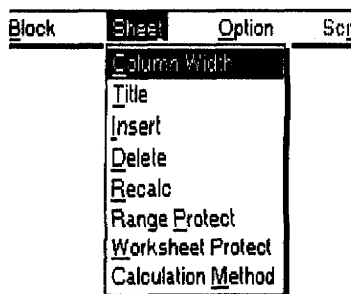 Block Sheet Option
Column Width
Title
Insert
Delete
Recalc
Range Protect
Worksheet Protect
Calculation Method